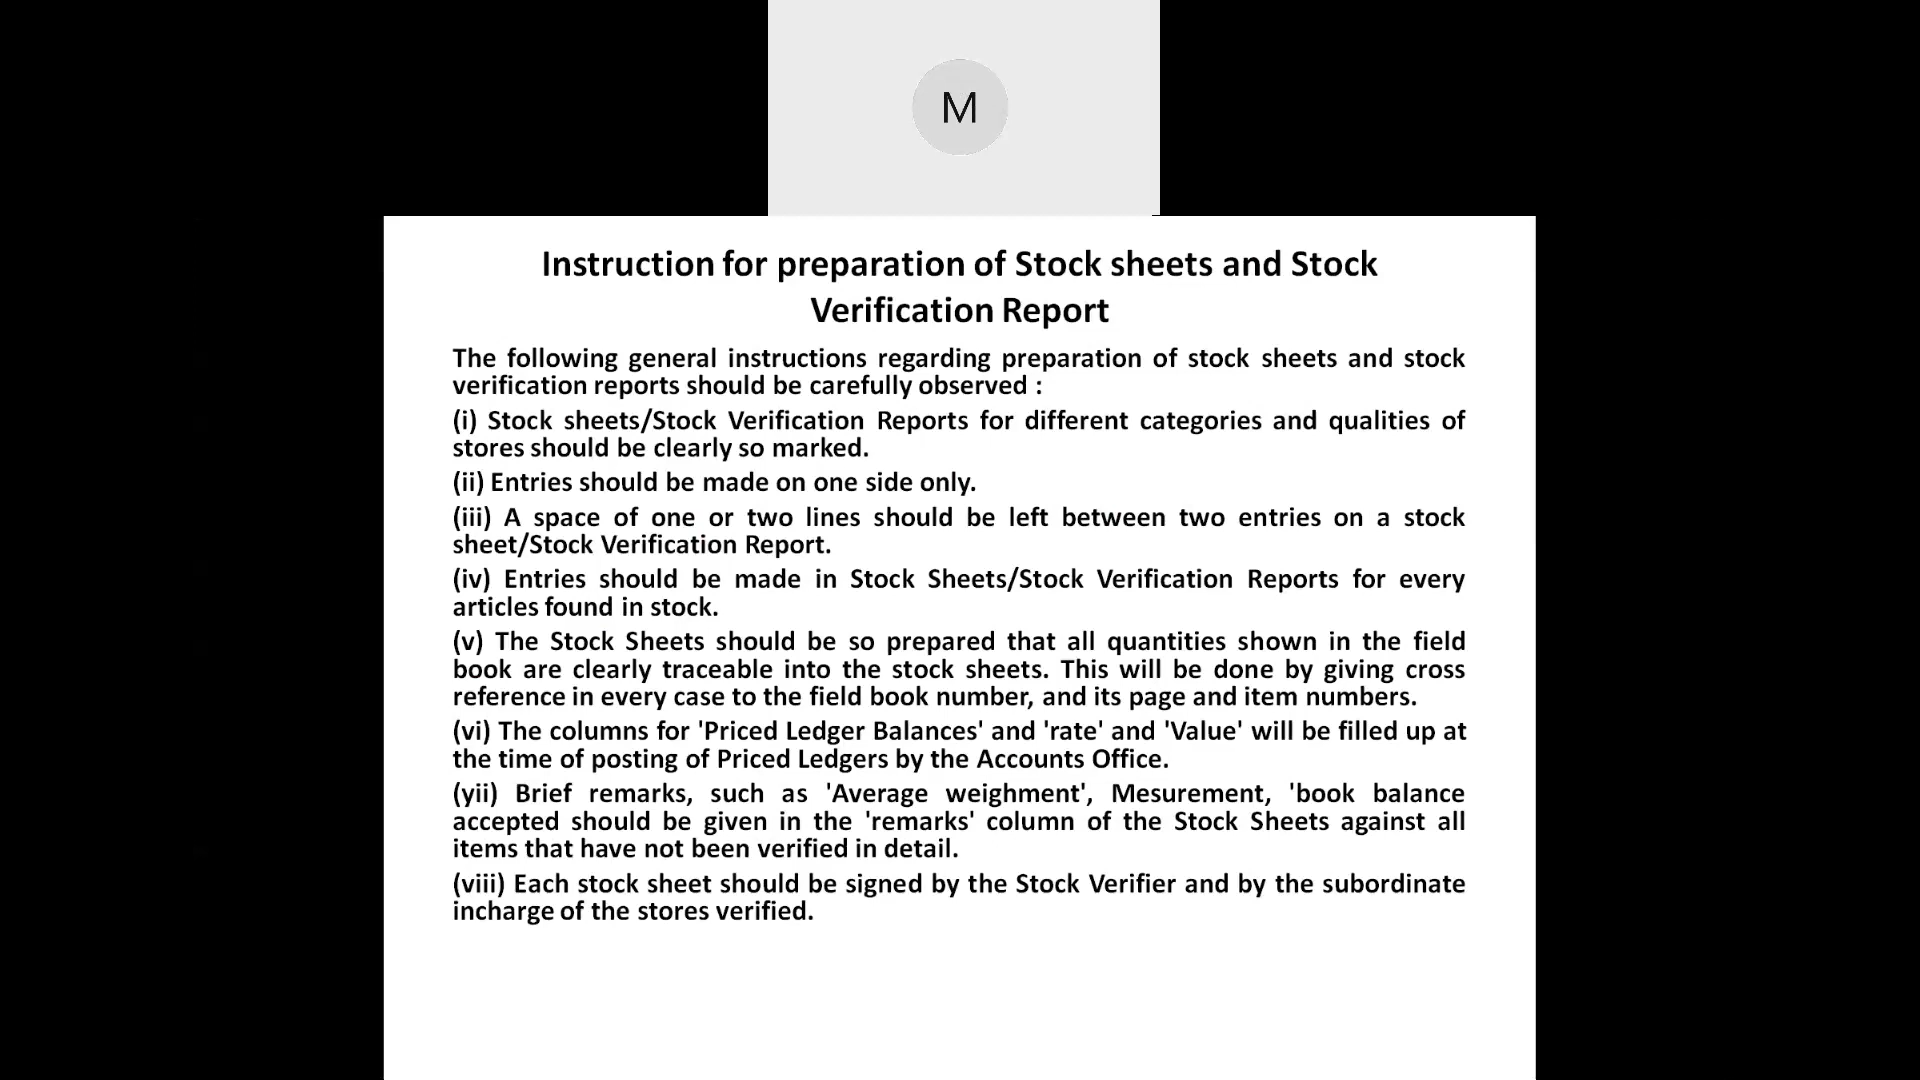 M
Instruction for preparation of Stock sheets and Stock
Verification Report
The following general instructions regarding preparation of stock sheets and stock
verification reports should be carefully observed :
(i) Stock sheets/Stock Verification Reports for different categories and qualities of
stores should be clearly so marked.
(ii) Entries should be made on one side only.
(iii) A space of one or two lines should be left between two entries on a stock
sheet/Stock Verification Report.
(iv) Entries should be made in Stock Sheets/Stock Verification Reports for every
articles found in stock.
(v) The Stock Sheets should be so prepared that all quantities shown in the field
book are clearly traceable into the stock sheets. This will be done by giving cross
reference in every case to the field book number, and its page and item numbers.
(vi) The columns for 'Priced Ledger Balances' and 'rate' and 'Value' will be filled up at
the time of posting of Priced Ledgers by the Accounts Office.
(yii) Brief remarks, such as 'Average weighment', Mesurement, 'book balance
accepted should be given in the 'remarks' column of the Stock Sheets against all
items that have not been verified in detail.
(viii) Each stock sheet should be signed by the Stock Verifier and by the subordinate
incharge of the stores verified.